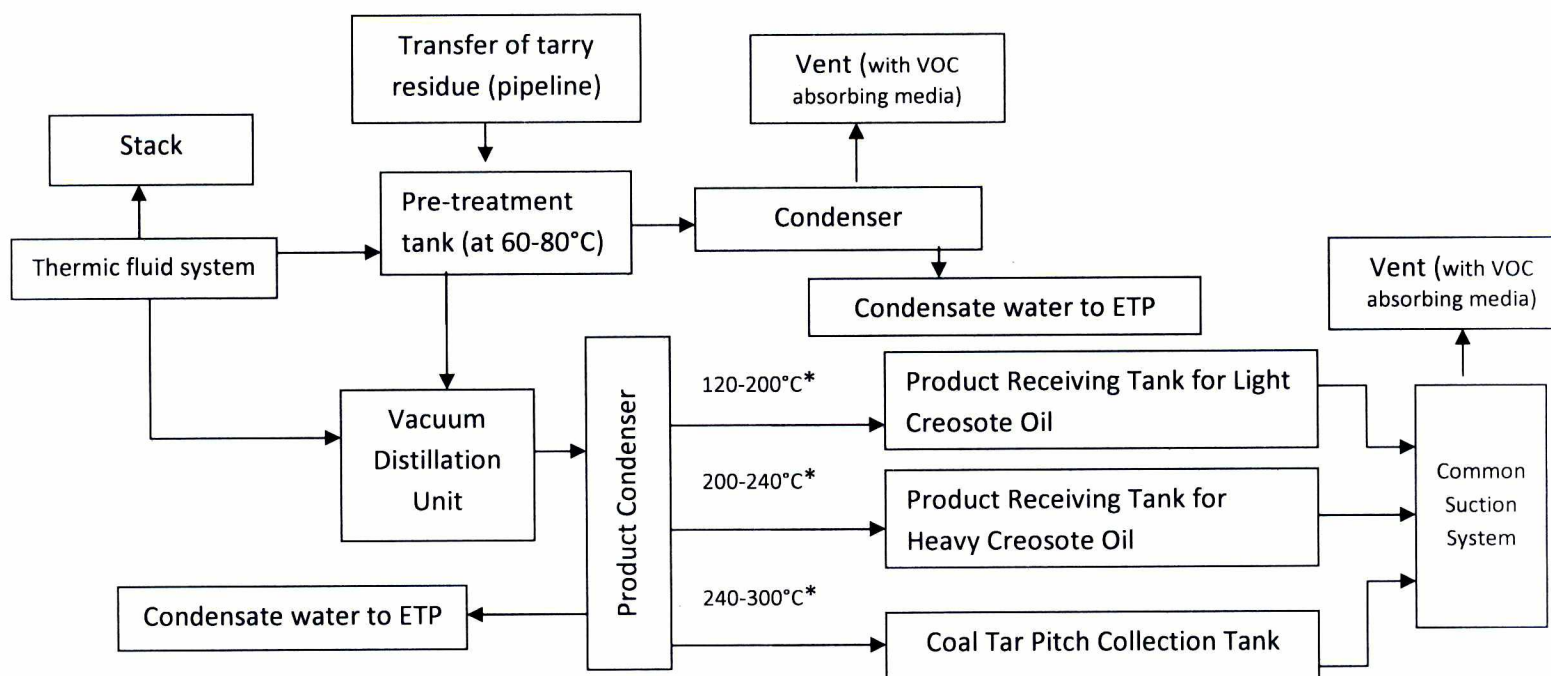 Transfer of tarry
residue (pipeline)
Vent (with VOC
absorbing media)
Stack
Pre-treatment
tank (at 60-80°C)
Condenser
Thermic fluid system
Vent (with VOC
absorbing media)
Condensate water to ETP
120-200°C*
Product Receiving Tank for Light
Creosote Oil
Vacuum
Distillation
Unit
Product Condenser
200-240°C*
Product Receiving Tank for
Heavy Creosote Oil
Common
Suction
System
240-300°C*
Condensate water to ETP
Coal Tar Pitch Collection Tank